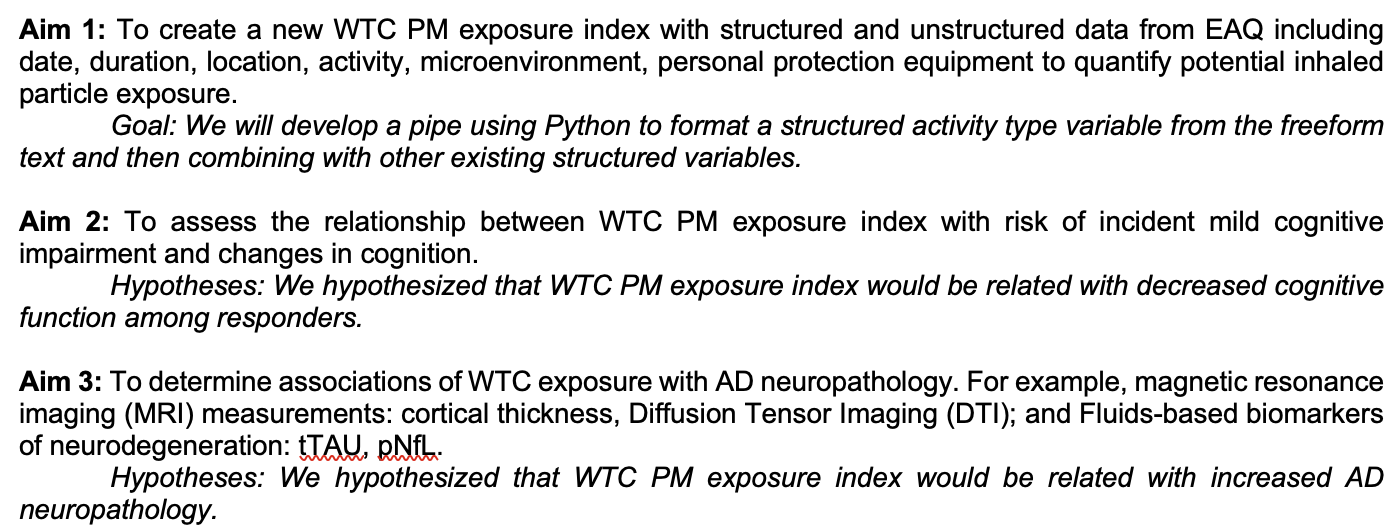 Aim 1: To create a new WTC PM exposure index with structured and unstructured data from EAQ including
date, duration, location, activity, microenvironment, personal protection equipment to quantify potential inhaled
particle exposure.
Goal: We will develop a pipe using Python to format a structured activity type variable from the freeform
text and then combining with other existing structured variables.
Aim 2: To assess the relationship between WTC PM exposure index with risk of incident mild cognitive
impairment and changes in cognition.
Hypotheses: We hypothesized that WTC PM exposure index would be related with decreased cognitive
function among responders.
Aim 3: To determine associations of WTC exposure with AD neuropathology. For example, magnetic resonance
imaging (MRI) measurements: cortical thickness, Diffusion Tensor Imaging (DTI); and Fluids-based biomarkers
of neurodegeneration: tTAU, pNfL.
Hypotheses: We hypothesized that WTC PM exposure index would be related with increased AD
neuropathology.